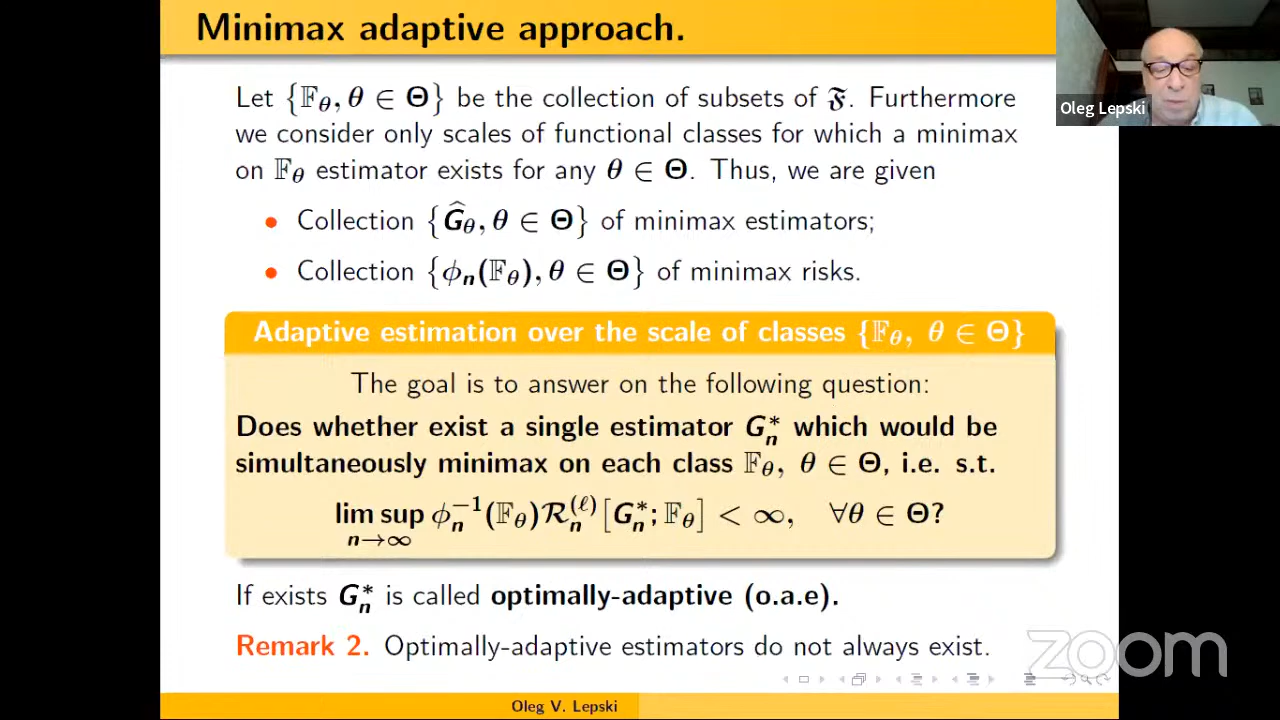 Minimax adaptive approach.
Let {𝔽θ, θ ∈ Θ} be the collection of subsets of 𝔉. Furthermore
we consider only scales of functional classes for which a minimax
on 𝔽θ estimator exists for any θ ∈ Θ. Thus, we are given
• Collection {Ĝθ, θ ∈ Θ} of minimax estimators;
• Collection {ϕn(𝔽θ), θ ∈ Θ} of minimax risks.
Adaptive estimation over the scale of classes {𝔽θ, θ ∈ Θ}
The goal is to answer on the following question:
Does whether exist a single estimator G*n which would be
simultaneously minimax on each class 𝔽θ, θ ∈ Θ, i.e. s.t.
lim sup n→∞ ϕn⁻¹(𝔽θ)ℛn^(ℓ)[G*n; 𝔽θ] < ∞, ∀θ ∈ Θ?
If exists G*n is called optimally-adaptive (o.a.e).
Remark 2. Optimally-adaptive estimators do not always exist.
Oleg V. Lepski
Oleg Lepski
zoom